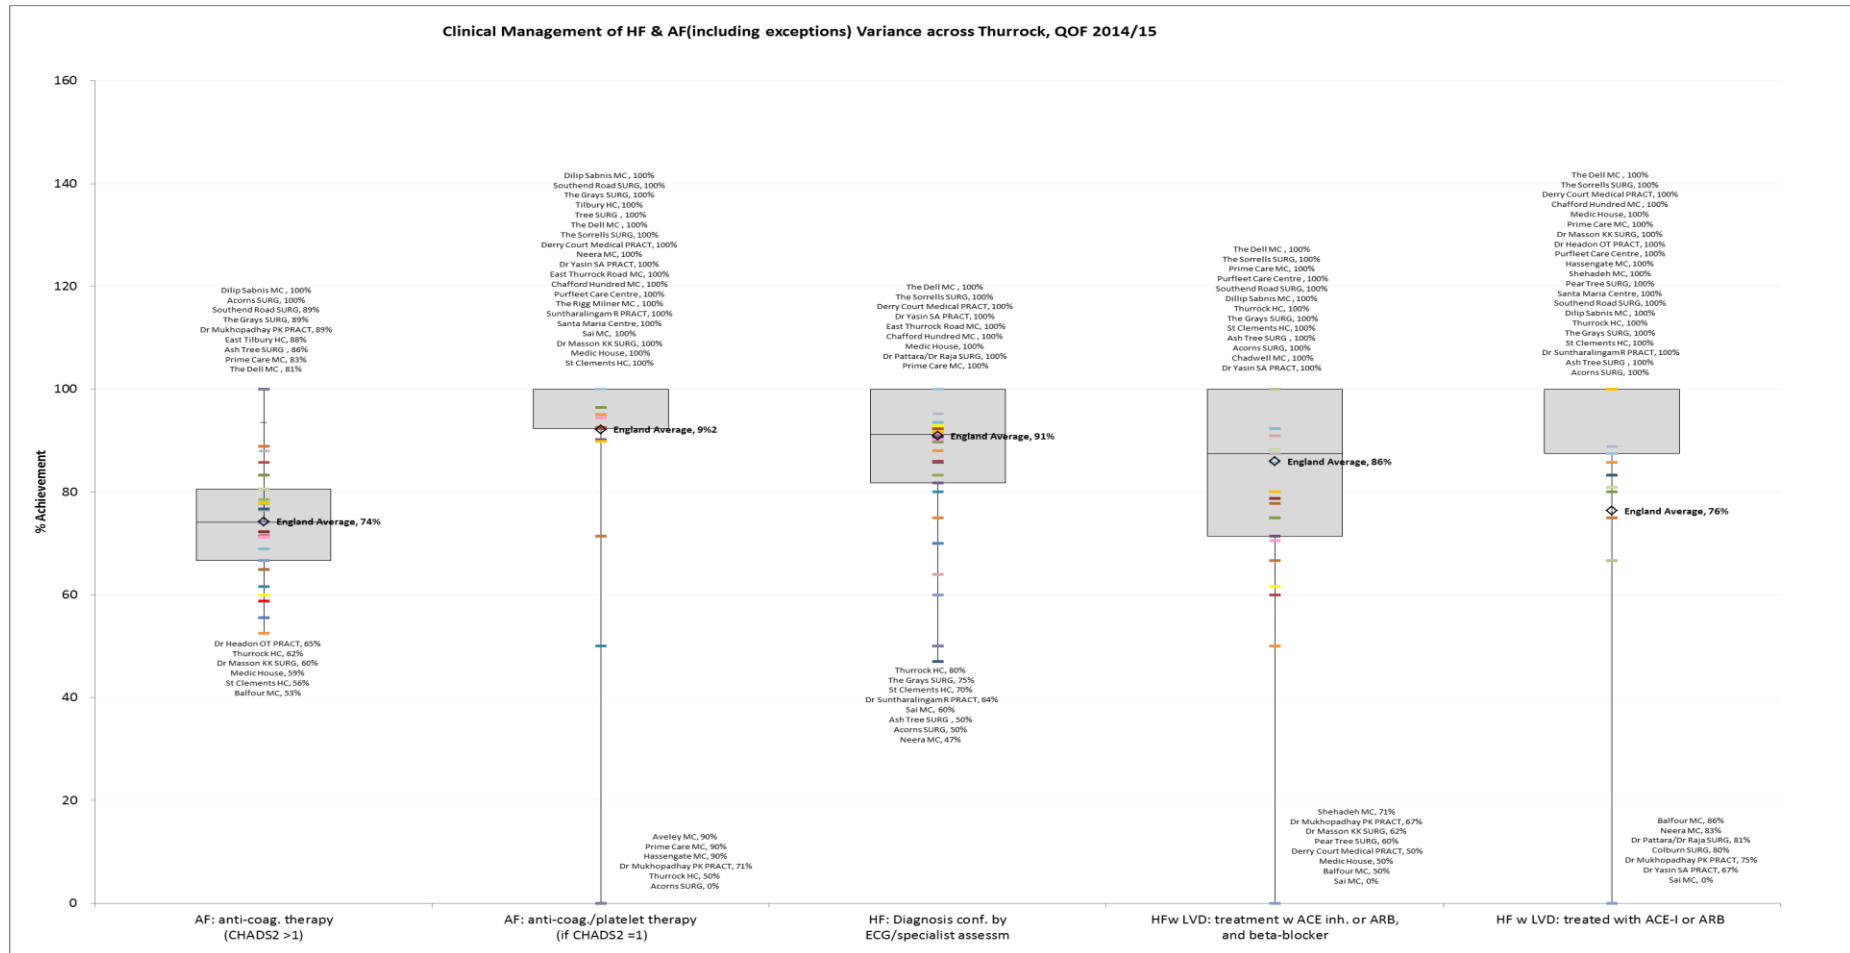 Clinical Management of HF & AF(including exceptions) Variance across Thurrock, QOF 2014/15
% Achievement
160
140
120
100
80
60
40
20
0
Dilip Sabnis MC , 100%
Acorns SURG, 100%
Southend Road SURG, 89%
The Grays SURG, 89%
Dr Mukhopadhay PK PRACT, 89%
East Tilbury HC, 88%
Ash Tree SURG , 86%
Prime Care MC, 83%
The Dell MC , 81%
England Average, 74%
Dr Headon OT PRACT, 65%
Thurrock HC, 62%
Dr Masson KK SURG, 60%
Medic House, 59%
St Clements HC, 56%
Balfour MC, 53%
AF: anti-coag. therapy
(CHADS2 >1)
Dilip Sabnis MC , 100%
Southend Road SURG, 100%
The Grays SURG, 100%
Tilbury HC, 100%
Tree SURG , 100%
The Dell MC , 100%
The Sorrells SURG, 100%
Derry Court Medical PRACT, 100%
Neera MC, 100%
Dr Yasin SA PRACT, 100%
East Thurrock Road MC, 100%
Chafford Hundred MC , 100%
Purfleet Care Centre, 100%
The Rigg Milner MC , 100%
Suntharalingam R PRACT, 100%
Santa Maria Centre, 100%
Sai MC, 100%
Dr Masson KK SURG, 100%
Medic House, 100%
St Clements HC, 100%
England Average, 9%2
Aveley MC, 90%
Prime Care MC, 90%
Hassengate MC, 90%
Dr Mukhopadhay PK PRACT, 71%
Thurrock HC, 50%
Acorns SURG, 0%
AF: anti-coag./platelet therapy
(if CHADS2 =1)
The Dell MC , 100%
The Sorrells SURG, 100%
Derry Court Medical PRACT, 100%
Dr Yasin SA PRACT, 100%
East Thurrock Road MC, 100%
Chafford Hundred MC , 100%
Medic House, 100%
Dr Pattara/Dr Raja SURG, 100%
Prime Care MC, 100%
England Average, 91%
Thurrock HC, 80%
The Grays SURG, 75%
St Clements HC, 70%
Dr Suntharalingam R PRACT, 64%
Sai MC, 60%
Ash Tree SURG , 50%
Acorns SURG, 50%
Neera MC, 47%
HF: Diagnosis conf. by
ECG/specialist assessm
The Dell MC , 100%
The Sorrells SURG, 100%
Prime Care MC, 100%
Purfleet Care Centre , 100%
Southend Road SURG, 100%
Dillip Sabnis MC, 100%
Thurrock HC, 100%
The Grays SURG, 100%
St Clements HC, 100%
Ash Tree SURG , 100%
Acorns SURG, 100%
Chadwell MC , 100%
Dr Yasin SA PRACT, 100%
England Average, 86%
Shehadeh MC, 71%
Dr Mukhopadhay PK PRACT, 67%
Dr Masson KK SURG, 62%
Pear Tree SURG, 60%
Derry Court Medical PRACT, 50%
Medic House, 50%
Balfour MC, 50%
Sai MC, 0%
HFw LVD: treatment w ACE inh. or ARB,
and beta-blocker
The Dell MC , 100%
The Sorrells SURG, 100%
Derry Court Medical PRACT, 100%
Chafford Hundred MC , 100%
Medic House, 100%
Prime Care MC, 100%
Dr Masson KK SURG, 100%
Dr Headon OT PRACT, 100%
Purfleet Care Centre, 100%
Hassengate MC, 100%
Shehadeh MC, 100%
Pear Tree SURG, 100%
Santa Maria Centre, 100%
Southend Road SURG, 100%
Dilip Sabnis MC , 100%
Thurrock HC, 100%
The Grays SURG, 100%
St Clements HC, 100%
Dr Suntharalingam R PRACT, 100%
Ash Tree SURG , 100%
Acorns SURG, 100%
England Average, 76%
Balfour MC, 86%
Neera MC, 83%
Dr Pattara/Dr Raja SURG, 81%
Colburn SURG, 80%
Dr Mukhopadhay PK PRACT, 75%
Dr Yasin SA PRACT, 67%
Sai MC, 0%
HF w LVD: treated with ACE-I or ARB